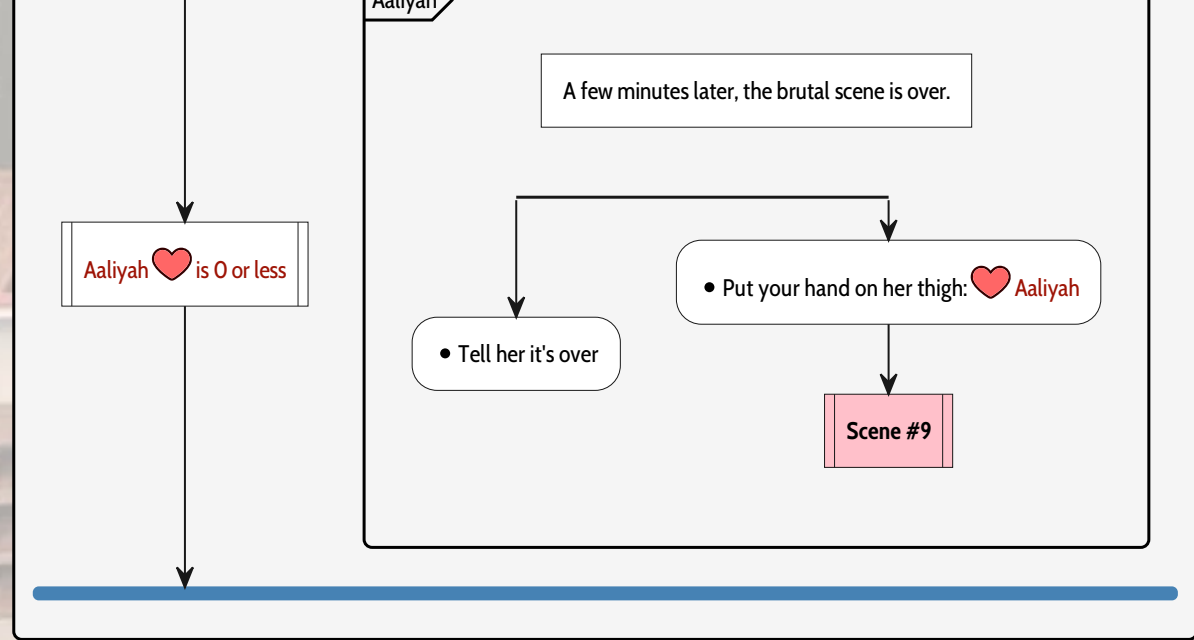 Aaliyah
A few minutes later, the brutal scene is over.
Aaliyah is 0 or less
• Put your hand on her thigh: Aaliyah
• Tell her it's over
Scene #9